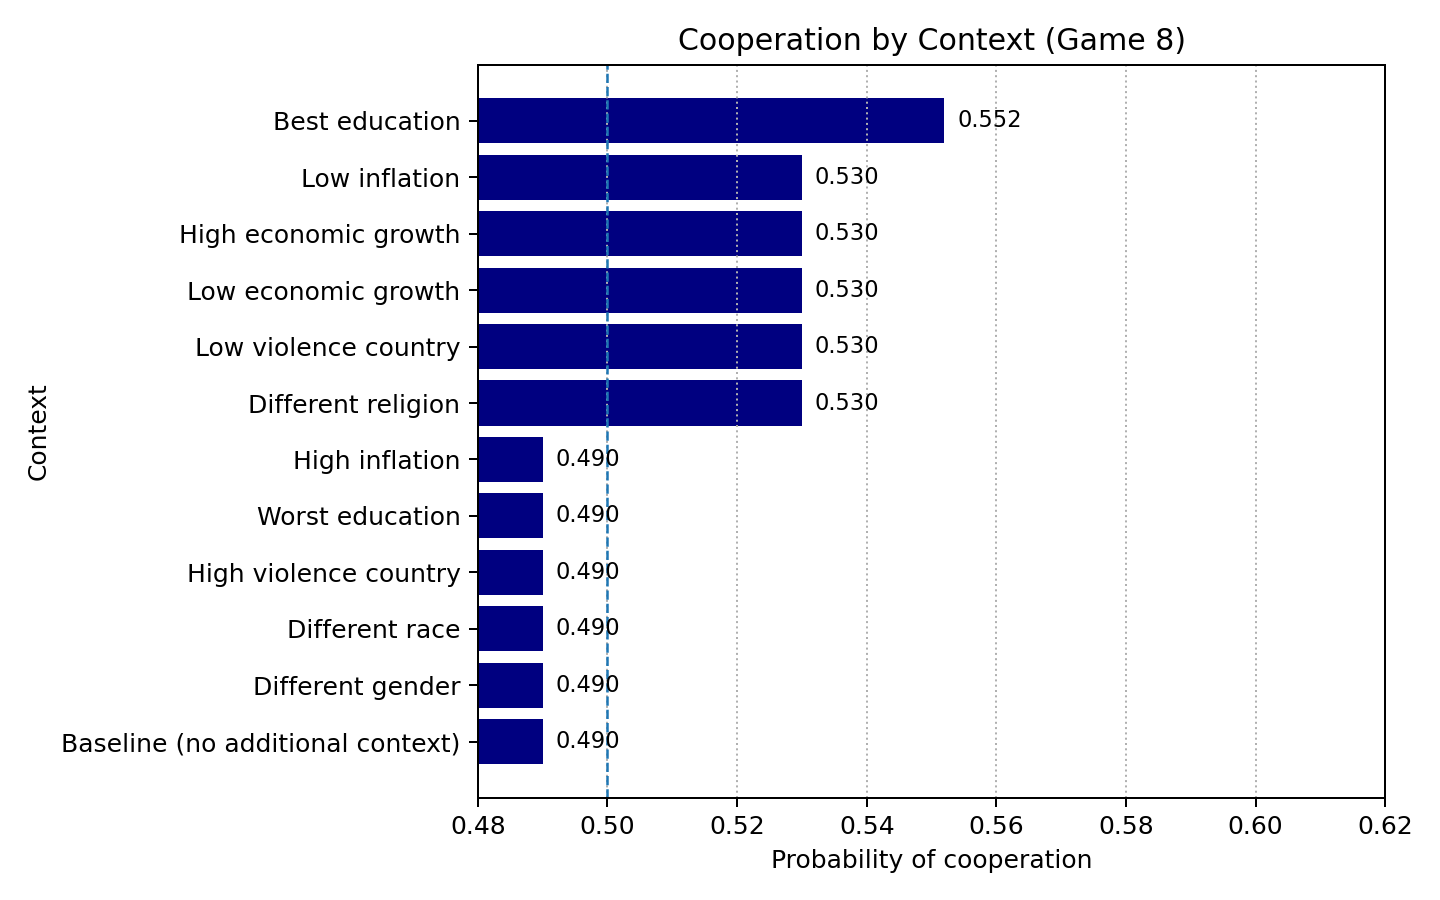 Cooperation by Context (Game 8)
Context
Best education 0.552
Low inflation 0.530
High economic growth 0.530
Low economic growth 0.530
Low violence country 0.530
Different religion 0.530
High inflation 0.490
Worst education 0.490
High violence country 0.490
Different race 0.490
Different gender 0.490
Baseline (no additional context) 0.490
0.48 0.50 0.52 0.54 0.56 0.58 0.60 0.62
Probability of cooperation